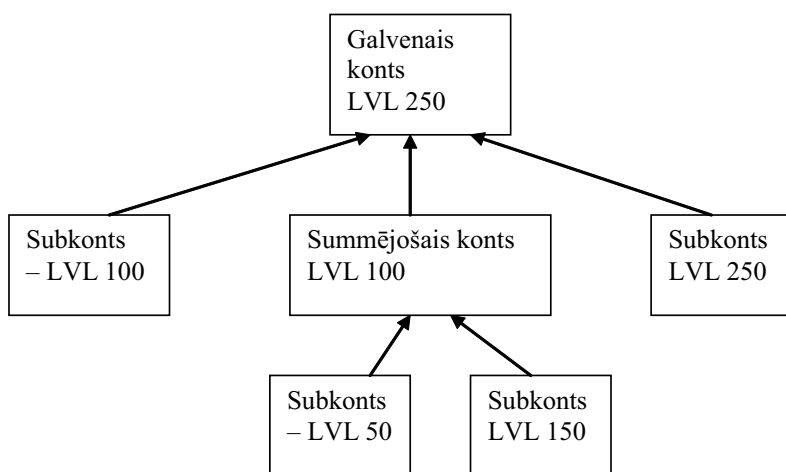 Galvenais
konts
LVL 250
Subkonts
– LVL 100
Summējošais konts
LVL 100
Subkonts
LVL 250
Subkonts
– LVL 50
Subkonts
LVL 150